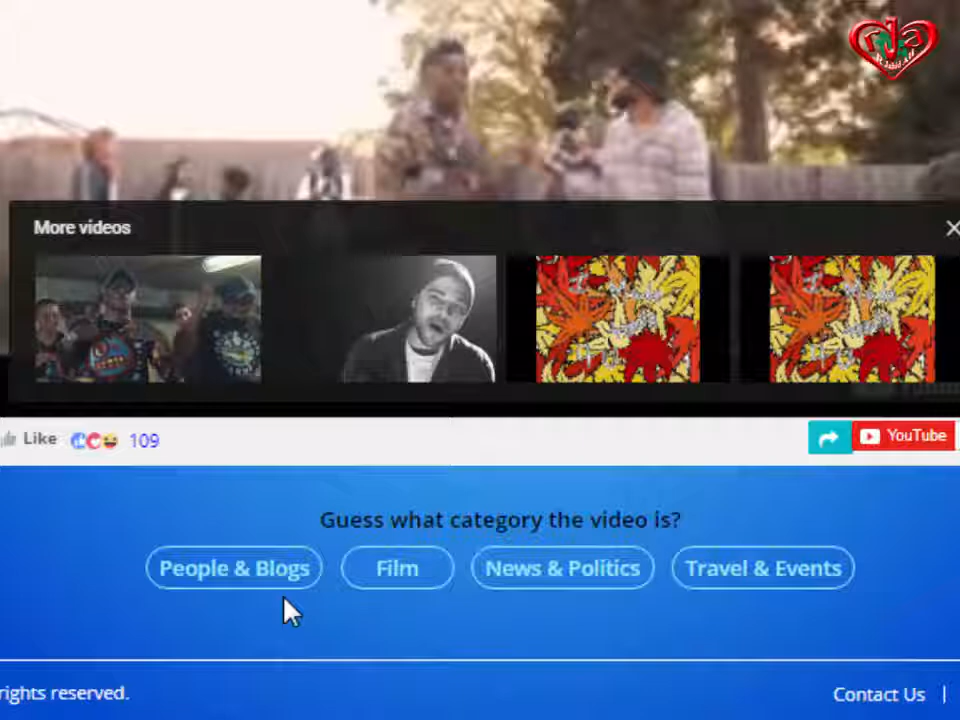 More videos
Like 109
YouTube
Guess what category the video is?
People & Blogs Film News & Politics Travel & Events
rights reserved.
Contact Us |